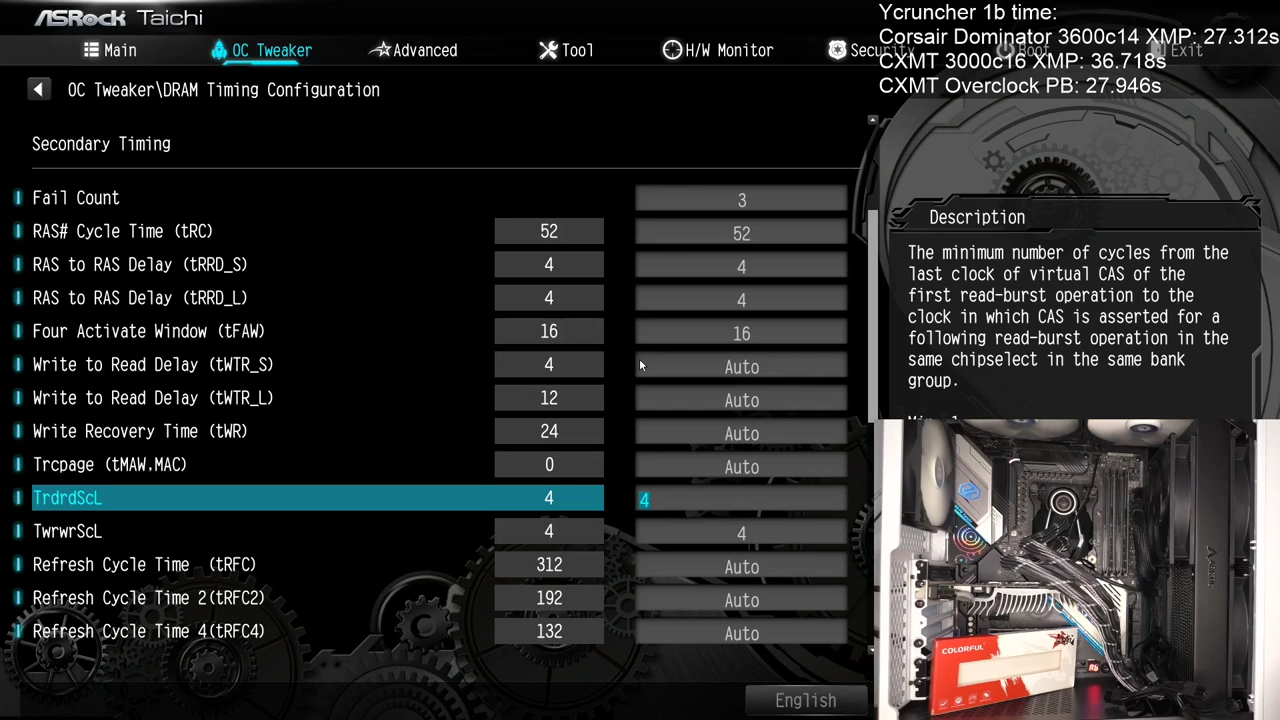 ASRock Taichi
Main
OC Tweaker
Advanced
Tool
H/W Monitor
Security
Boot
Exit
Ycruncher 1b time:
Corsair Dominator 3600c14 XMP: 27.312s
CXMT 3000c16 XMP: 36.718s
CXMT Overclock PB: 27.946s
OC Tweaker\DRAM Timing Configuration
Secondary Timing
Fail Count 3
RAS# Cycle Time (tRC) 52 52
RAS to RAS Delay (tRRD_S) 4 4
RAS to RAS Delay (tRRD_L) 4 4
Four Activate Window (tFAW) 16 16
Write to Read Delay (tWTR_S) 4 Auto
Write to Read Delay (tWTR_L) 12 Auto
Write Recovery Time (tWR) 24 Auto
Trcpage (tMAW.MAC) 0 Auto
TrdrdScL 4 4
TwrwrScL 4 4
Refresh Cycle Time (tRFC) 312 Auto
Refresh Cycle Time 2(tRFC2) 192 Auto
Refresh Cycle Time 4(tRFC4) 132 Auto
English
Description
The minimum number of cycles from the
last clock of virtual CAS of the
first read-burst operation to the
clock in which CAS is asserted for a
following read-burst operation in the
same chipselect in the same bank
group.
COLORFUL